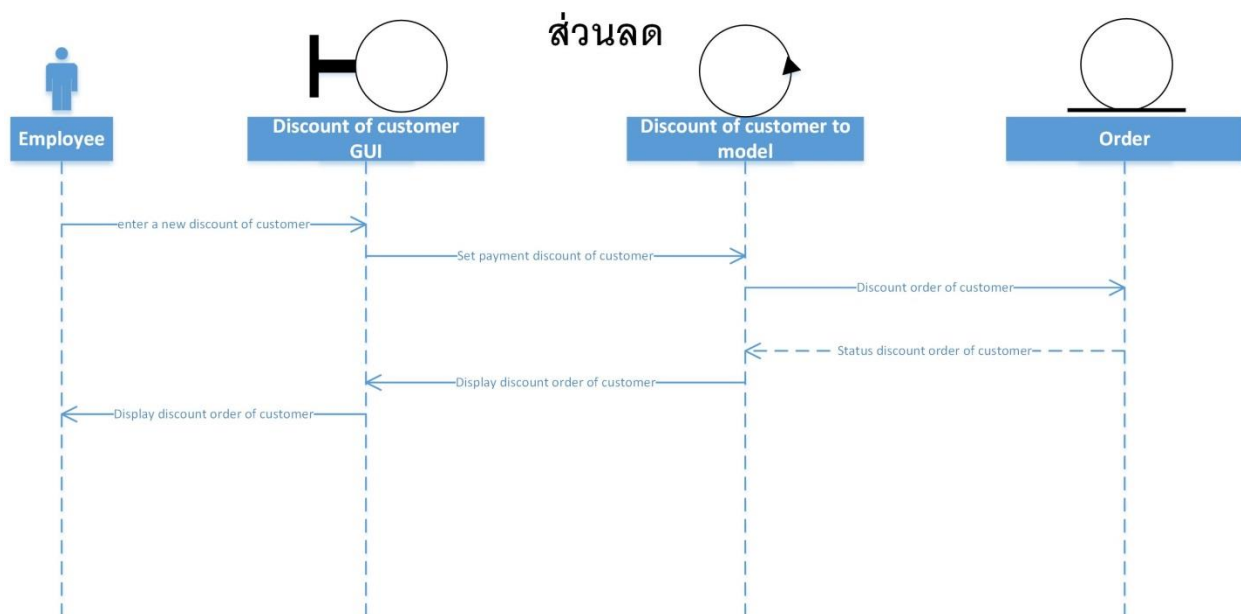 ส่วนลด
Employee
Discount of customer
GUI
Discount of customer to
model
Order
enter a new discount of customer
Set payment discount of customer
Discount order of customer
Status discount order of customer
Display discount order of customer
Display discount order of customer